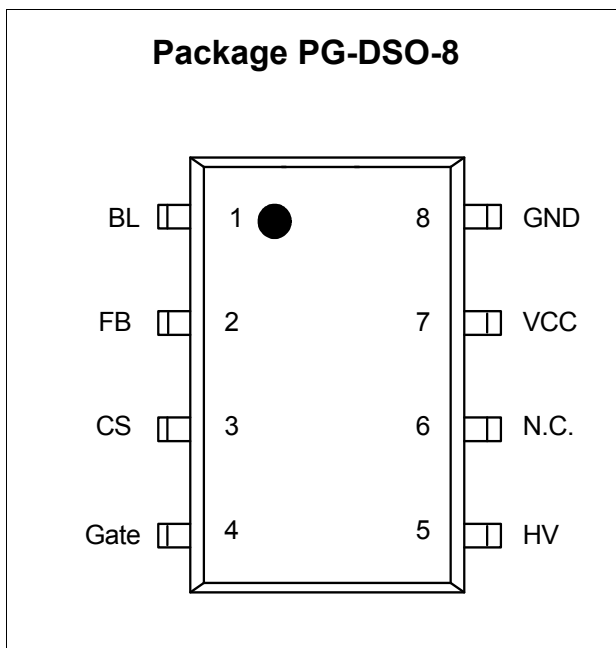 Package PG-DSO-8
BL 1 8 GND
FB 2 7 VCC
CS 3 6 N.C.
Gate 4 5 HV